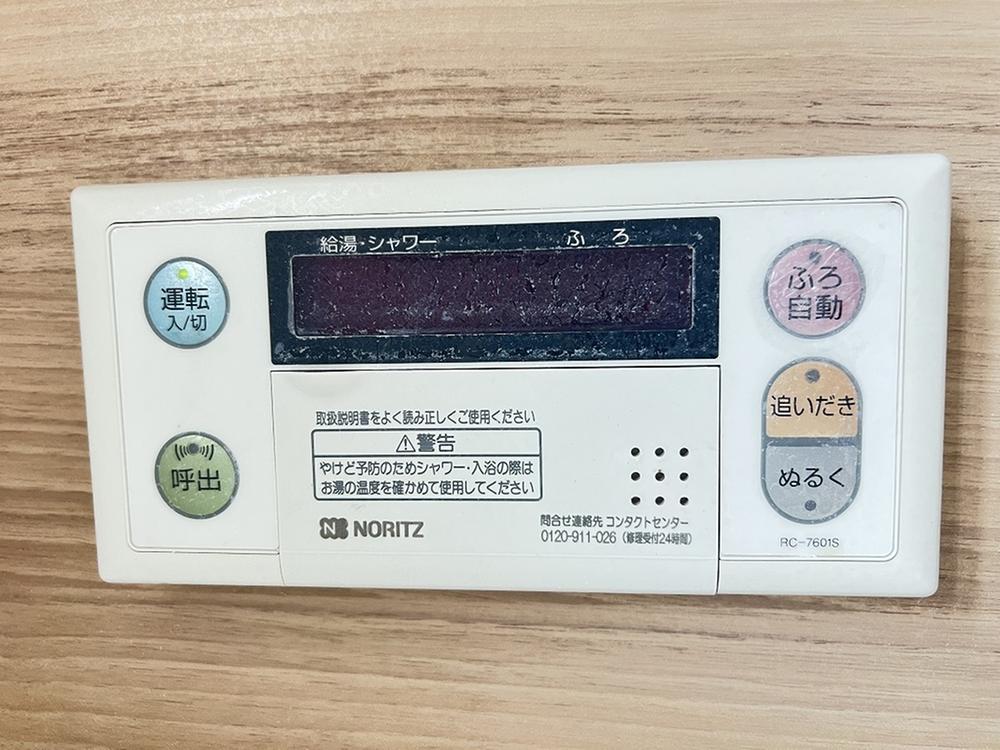 給湯・シャワー
ふろ
運転
入/切
呼出
取扱説明書をよく読み正しくご使用ください
⚠警告
やけど予防のためシャワー・入浴の際は
お湯の温度を確かめて使用してください
NORITZ
問合せ連絡先 コンタクトセンター
0120-911-026（修理受付24時間）
ふろ
自動
追いだき
ぬるく
RC-7601S